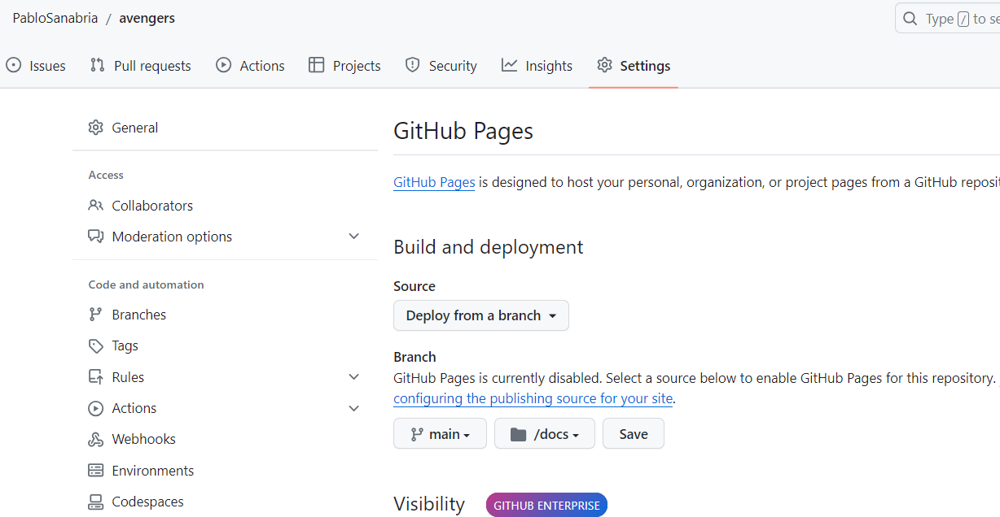 PabloSanabria / avengers
Type / to se
Issues Pull requests Actions Projects Security Insights Settings
General
Access
Collaborators
Moderation options
Code and automation
Branches
Tags
Rules
Actions
Webhooks
Environments
Codespaces
GitHub Pages
GitHub Pages is designed to host your personal, organization, or project pages from a GitHub reposit
Build and deployment
Source
Deploy from a branch
Branch
GitHub Pages is currently disabled. Select a source below to enable GitHub Pages for this repository.
configuring the publishing source for your site.
main /docs Save
Visibility GITHUB ENTERPRISE